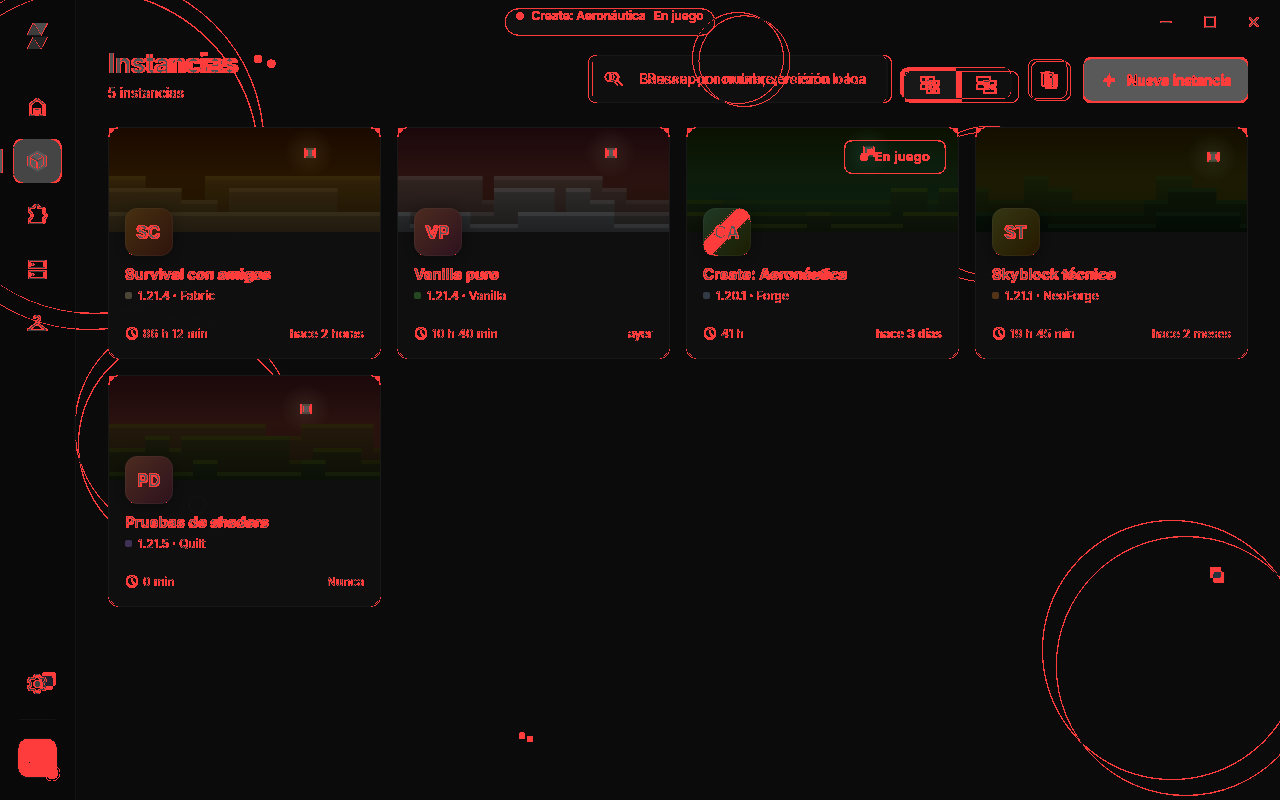 Create: Aeronáutica En juego
Instancias
5 instancias
Nueva instancia
En juego
SC
Survival con amigos
1.21.4 • Fabric
86 h 12 min
hace 2 horas
VP
Vanilla puro
1.21.4 • Vanilla
10 h 40 min
ayer
CA
Create: Aeronáutica
1.20.1 • Forge
41 h
hace 3 días
ST
Skyblock técnico
1.21.1 • NeoForge
19 h 45 min
hace 2 meses
PD
Pruebas de shaders
1.21.5 • Quilt
0 min
Nunca